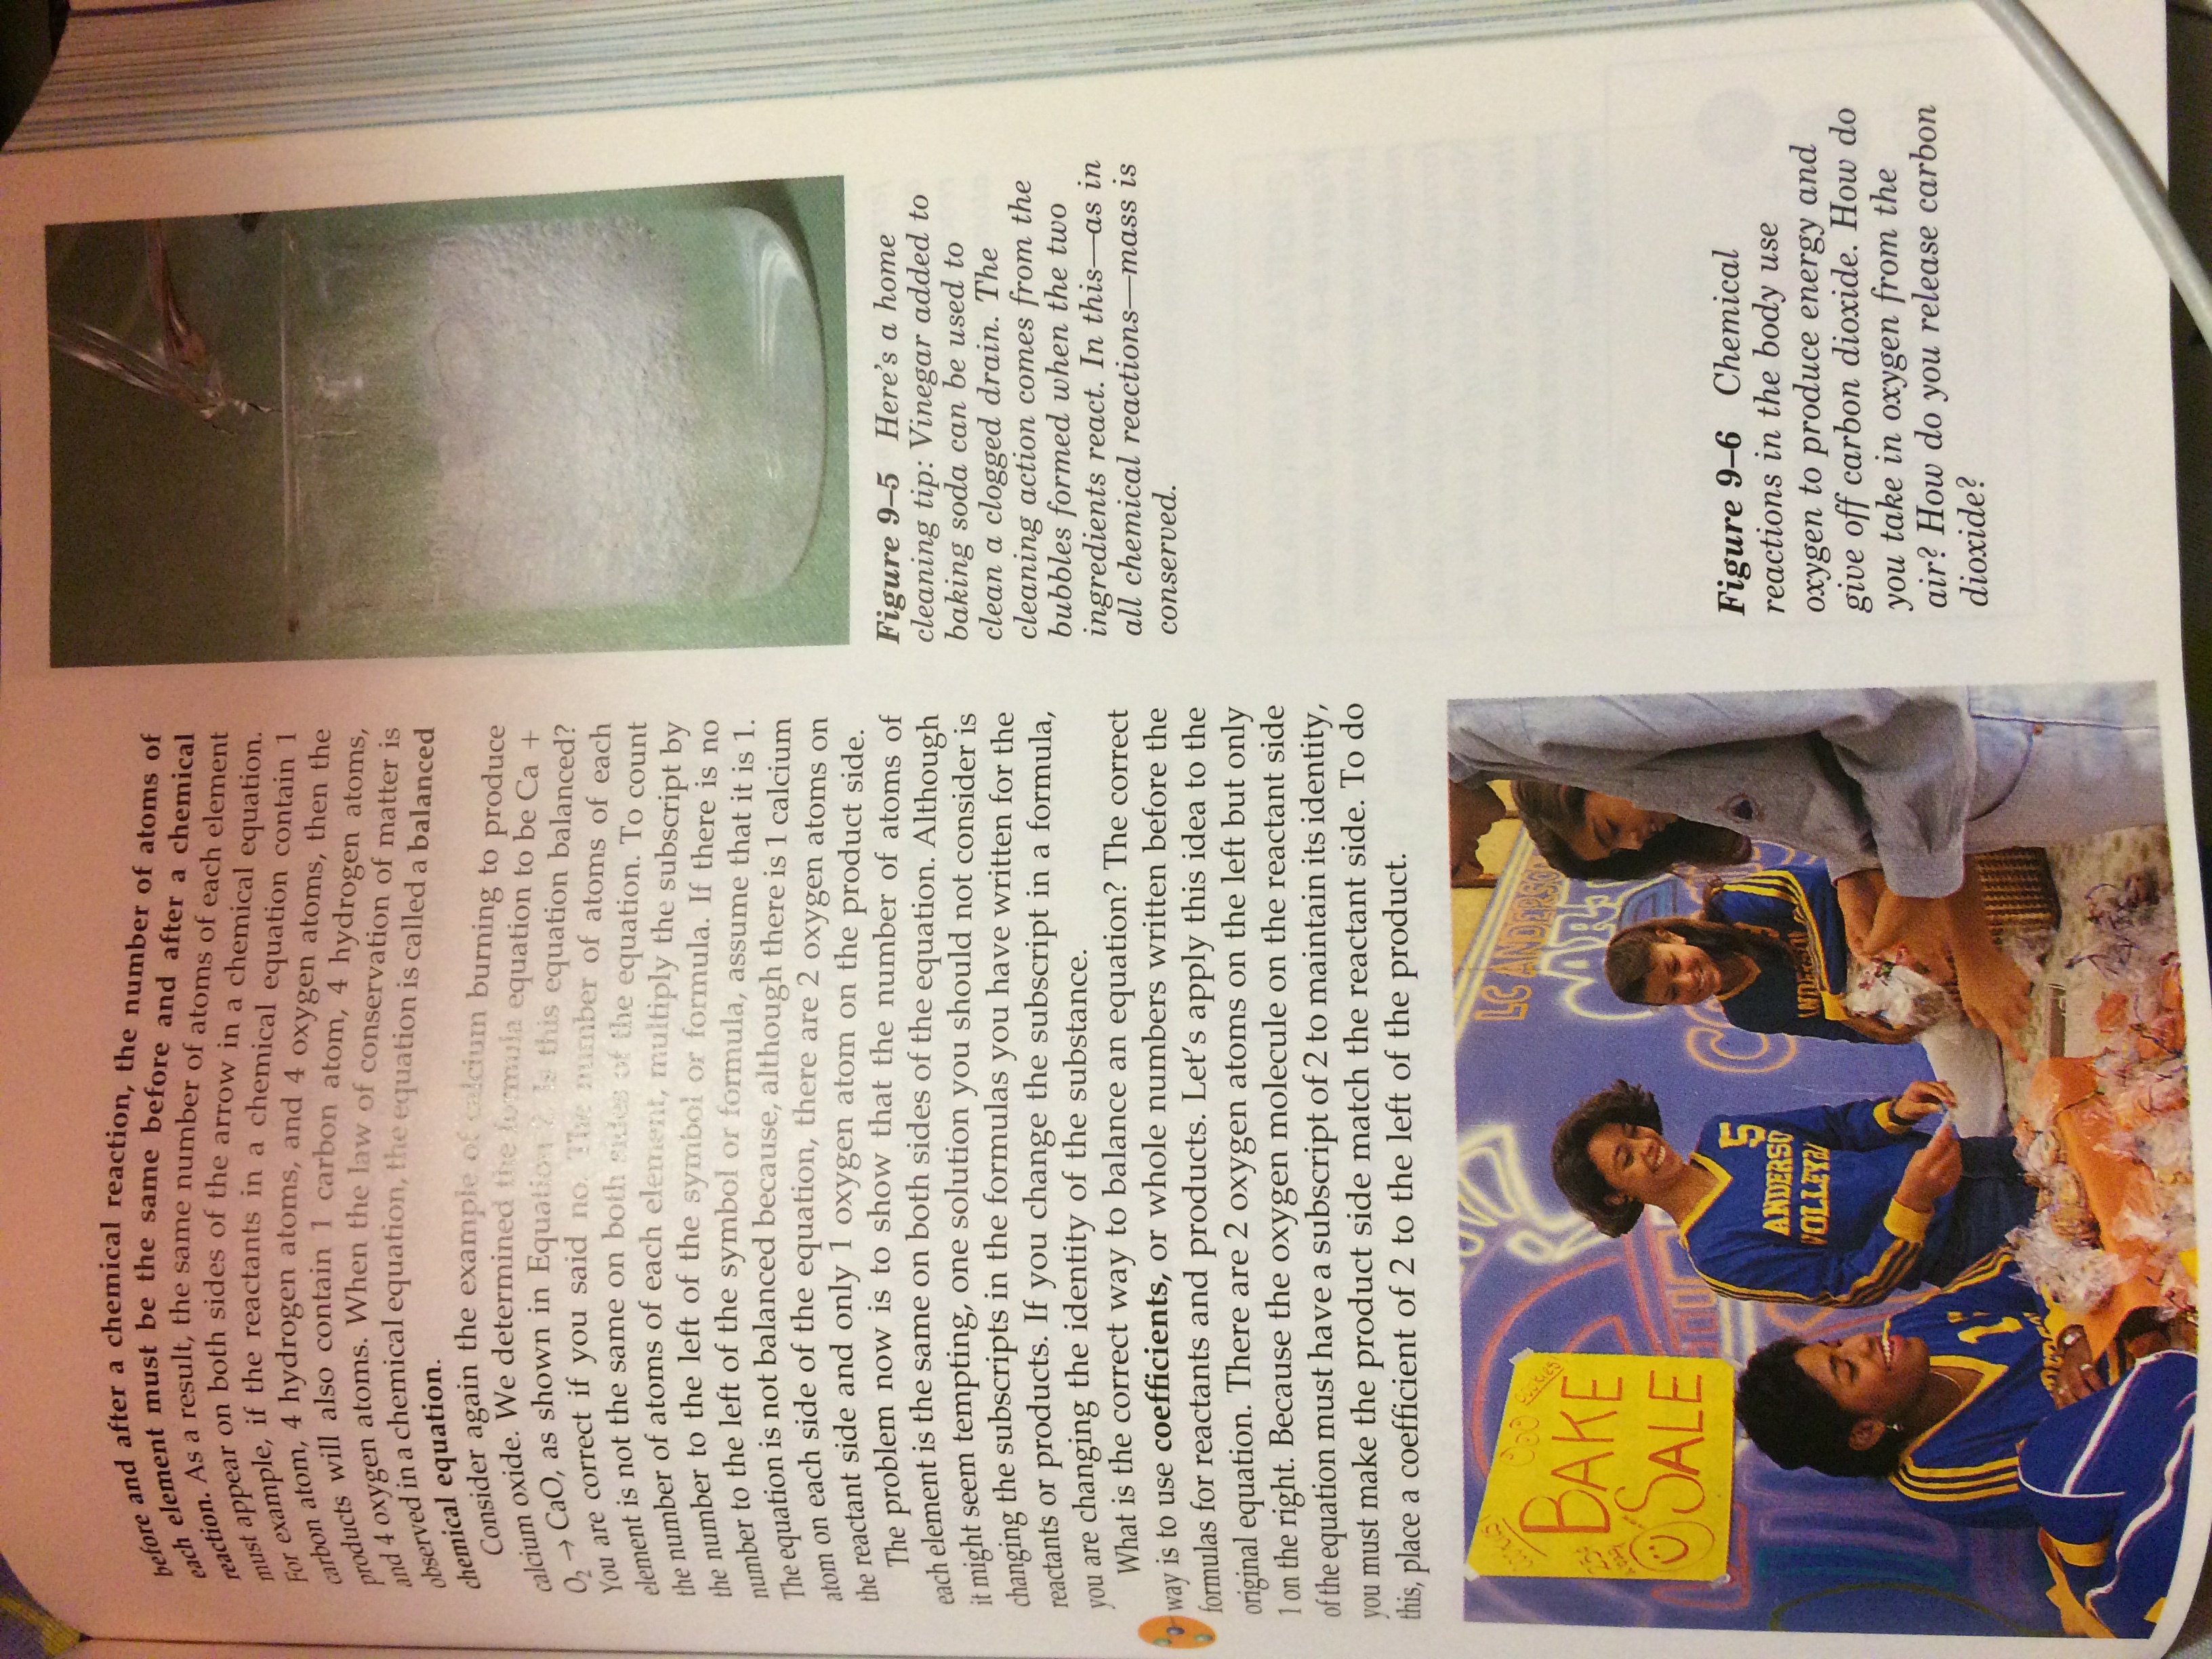 before and after a chemical reaction, the number of atoms of
each element must be the same before and after a chemical
reaction. As a result, the same number of atoms of each element
must appear on both sides of the arrow in a chemical equation.
For example, if the reactants in a chemical equation contain 1
carbon atom, 4 hydrogen atoms, and 4 oxygen atoms, then the
products will also contain 1 carbon atom, 4 hydrogen atoms,
and 4 oxygen atoms. When the law of conservation of matter is
observed in a chemical equation, the equation is called a balanced
chemical equation.
Consider again the example of calcium burning to produce
calcium oxide. We determined the formula equation to be Ca +
O₂ → CaO, as shown in Equation 2. Is this equation balanced?
You are correct if you said no. The number of atoms of each
element is not the same on both sides of the equation. To count
the number of atoms of each element, multiply the subscript by
the number to the left of the symbol or formula. If there is no
number to the left of the symbol or formula, assume that it is 1.
The equation is not balanced because, although there is 1 calcium
atom on each side of the equation, there are 2 oxygen atoms on
the reactant side and only 1 oxygen atom on the product side.
The problem now is to show that the number of atoms of
each element is the same on both sides of the equation. Although
it might seem tempting, one solution you should not consider is
changing the subscripts in the formulas you have written for the
reactants or products. If you change the subscript in a formula,
you are changing the identity of the substance.
What is the correct way to balance an equation? The correct
way is to use coefficients, or whole numbers written before the
formulas for reactants and products. Let's apply this idea to the
original equation. There are 2 oxygen atoms on the left but only
1 on the right. Because the oxygen molecule on the reactant side
of the equation must have a subscript of 2 to maintain its identity,
you must make the product side match the reactant side. To do
this, place a coefficient of 2 to the left of the product.
Figure 9–5 Here's a home
cleaning tip: Vinegar added to
baking soda can be used to
clean a clogged drain. The
cleaning action comes from the
bubbles formed when the two
ingredients react. In this—as in
all chemical reactions—mass is
conserved.
BAKE
SALE
25¢
LC ANDERSO
5
ANDERSO
VOLLEY
1
Figure 9–6 Chemical
reactions in the body use
oxygen to produce energy and
give off carbon dioxide. How do
you take in oxygen from the
air? How do you release carbon
dioxide?